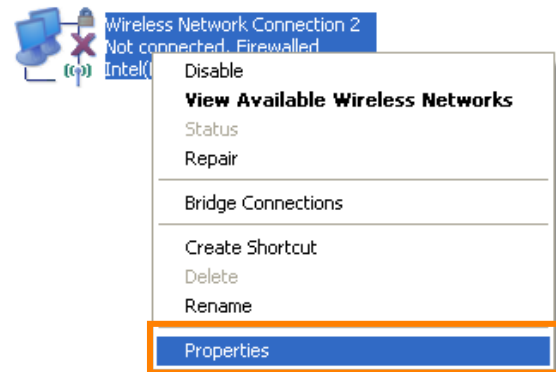 Wireless Network Connection 2
Not connected, Firewalled
Intel(
Disable
View Available Wireless Networks
Status
Repair
Bridge Connections
Create Shortcut
Delete
Rename
Properties